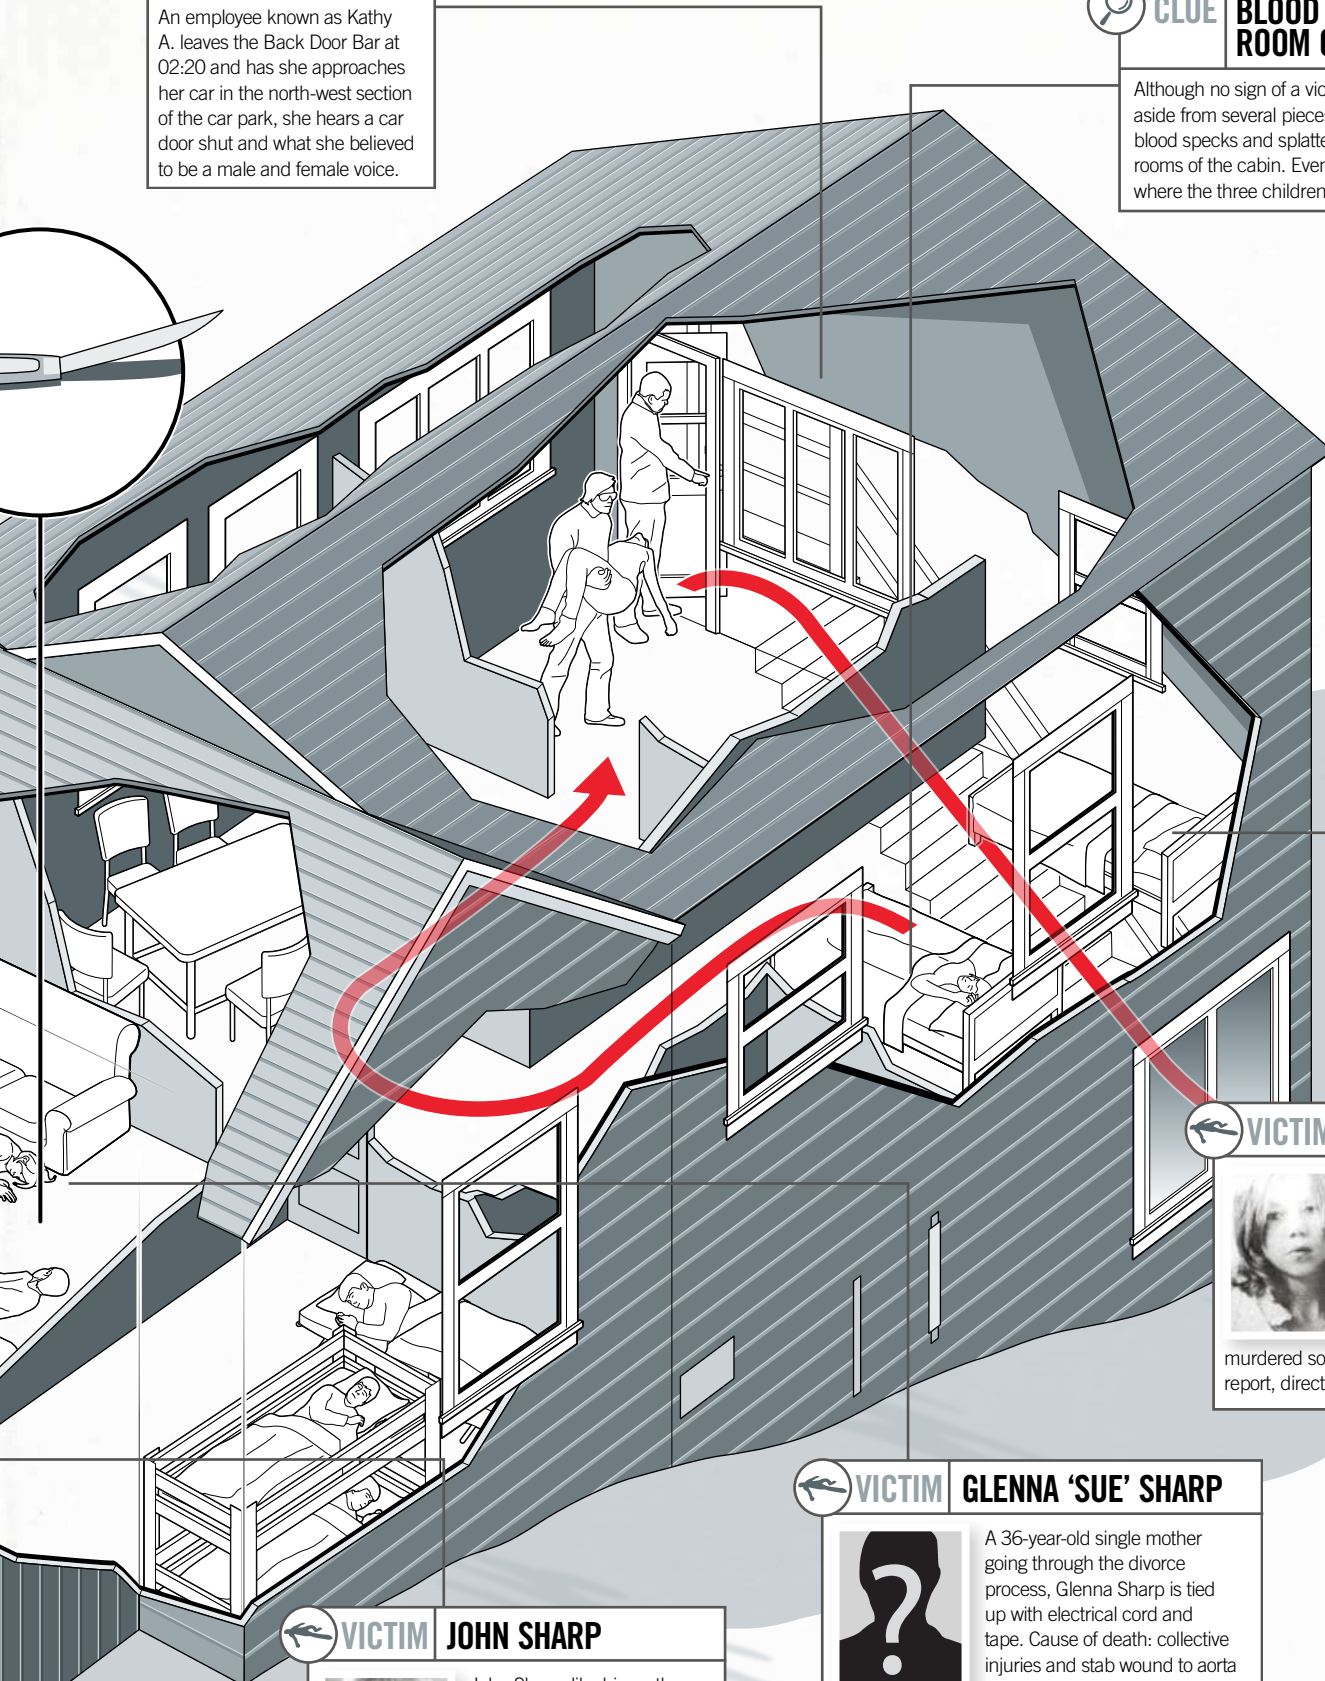 An employee known as Kathy
A. leaves the Back Door Bar at
02:20 and has she approaches
her car in the north-west section
of the car park, she hears a car
door shut and what she believed
to be a male and female voice.
CLUE
BLOOD
ROOM
Although no sign of a
aside from several pieces
blood specks and
rooms of the cabin.
where the three children
VICTIM
murdered
report,
VICTIM
GLENNA ‘SUE’ SHARP
A 36-year-old single mother
going through the divorce
process, Glenna Sharp is tied
up with electrical cord and
tape. Cause of death: collective
injuries and stab wound to aorta
VICTIM
JOHN SHARP